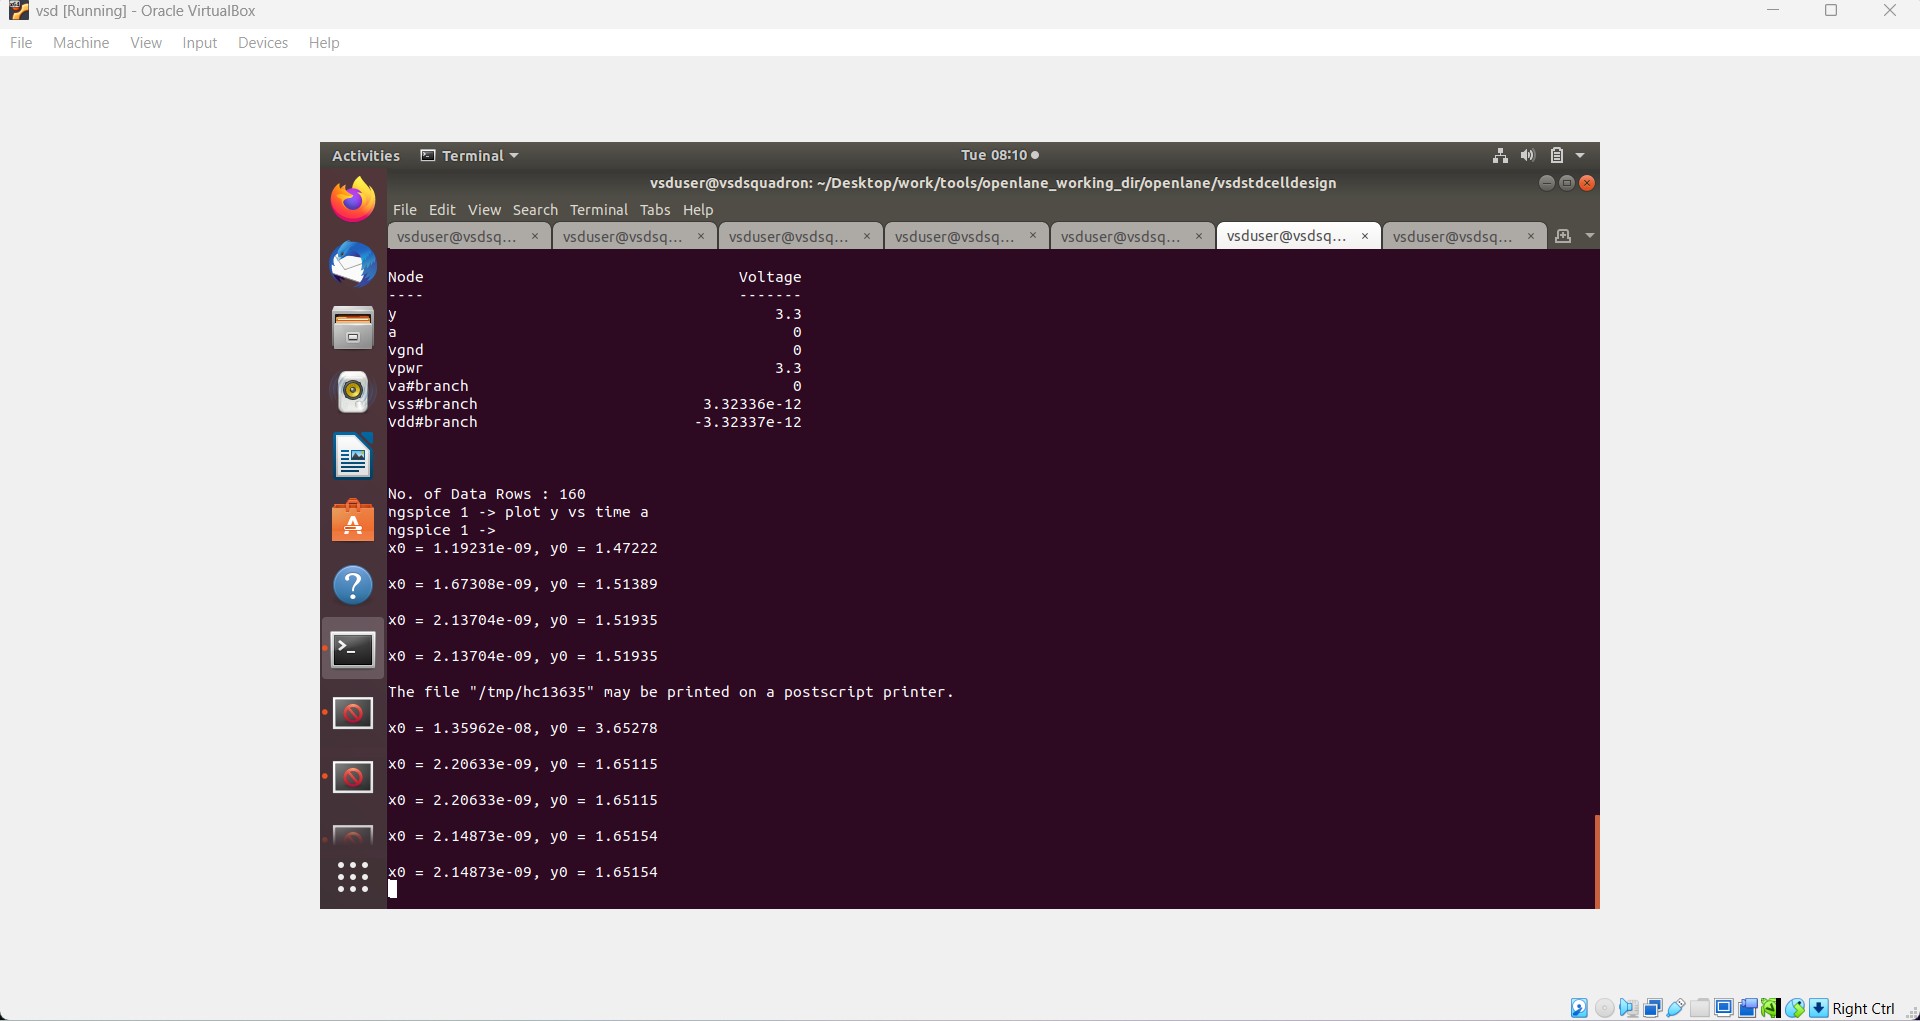 vsd [Running] - Oracle VirtualBox
File Machine View Input Devices Help
Activities Terminal Tue 08:10
vsduser@vsdsquadron: ~/Desktop/work/tools/openlane_working_dir/openlane/vsdstdcelldesign
File Edit View Search Terminal Tabs Help
vsduser@vsdsq... × vsduser@vsdsq... × vsduser@vsdsq... × vsduser@vsdsq... × vsduser@vsdsq... × vsduser@vsdsq... × vsduser@vsdsq... ×
Node Voltage
---- -------
y 3.3
a 0
vgnd 0
vpwr 3.3
va#branch 0
vss#branch 3.32336e-12
vdd#branch -3.32337e-12
No. of Data Rows : 160
ngspice 1 -> plot y vs time a
ngspice 1 ->
x0 = 1.19231e-09, y0 = 1.47222
x0 = 1.67308e-09, y0 = 1.51389
x0 = 2.13704e-09, y0 = 1.51935
x0 = 2.13704e-09, y0 = 1.51935
The file "/tmp/hc13635" may be printed on a postscript printer.
x0 = 1.35962e-08, y0 = 3.65278
x0 = 2.20633e-09, y0 = 1.65115
x0 = 2.20633e-09, y0 = 1.65115
x0 = 2.14873e-09, y0 = 1.65154
x0 = 2.14873e-09, y0 = 1.65154
Right Ctrl